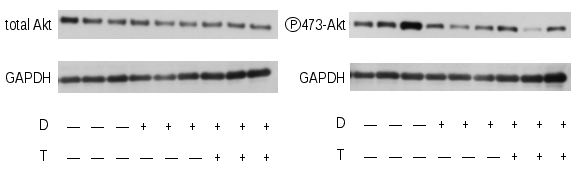 total Akt
GAPDH
D — — — + + + + + +
T — — — — — — + + +
Ⓟ473-Akt
GAPDH
D — — — + + + + + +
T — — — — — — + + +